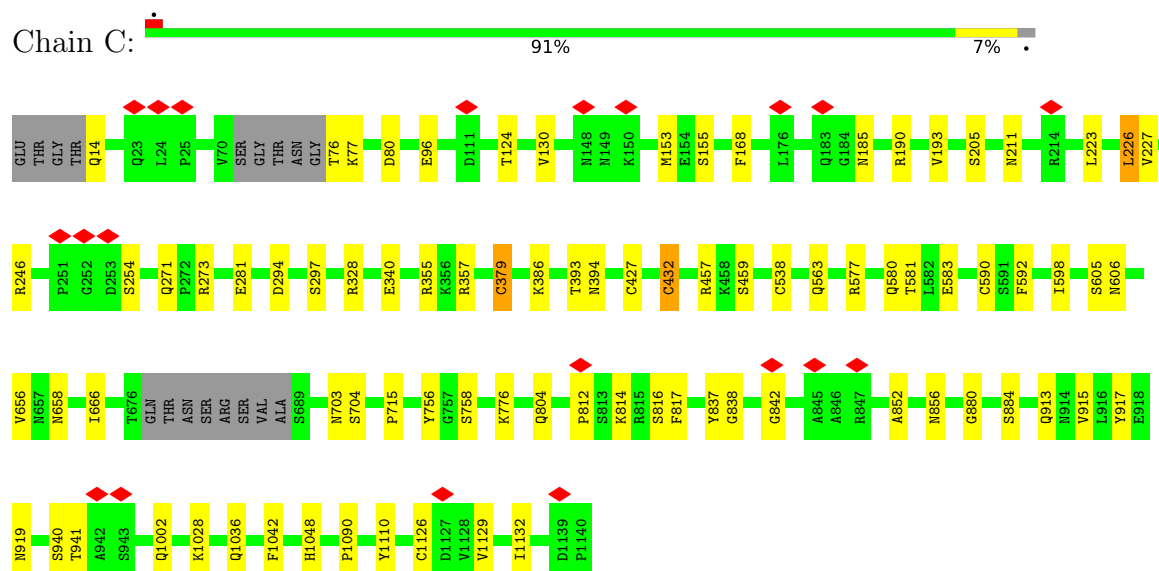 Chain C:
91% 7%
GLU THR GLY THR Q14 Q23 L24 P25 V70 SER GLY THR ASN GLY T76 K77 D80 E96 D111 T124 V130 N148 N149 K150 M153 E154 S155 F168 L176 Q183 G184 N185 R190 V193 S205 N211 R214 L223 L226 V227
R246 P251 G252 D253 S254 Q271 P272 R273 E281 D294 S297 R328 E340 R355 K356 R357 C379 K386 T393 N394 C427 C432 R457 K458 S459 C538 Q563 R577 Q580 T581 L582 E583 C590 S591 F592 I598 S605 N606
V656 N657 N658 I666 T676 GLN THR ASN SER ARG SER VAL ALA S689 N703 S704 P715 Y756 G757 S758 K776 Q804 P812 S813 K814 R815 S816 F817 Y837 G838 G842 A845 A846 R847 A852 N856 G880 S884 Q913 N914 V915 L916 Y917 E918
N919 S940 T941 A942 S943 Q1002 K1028 Q1036 F1042 H1048 P1090 Y1110 C1126 D1127 V1128 V1129 I1132 D1139 P1140